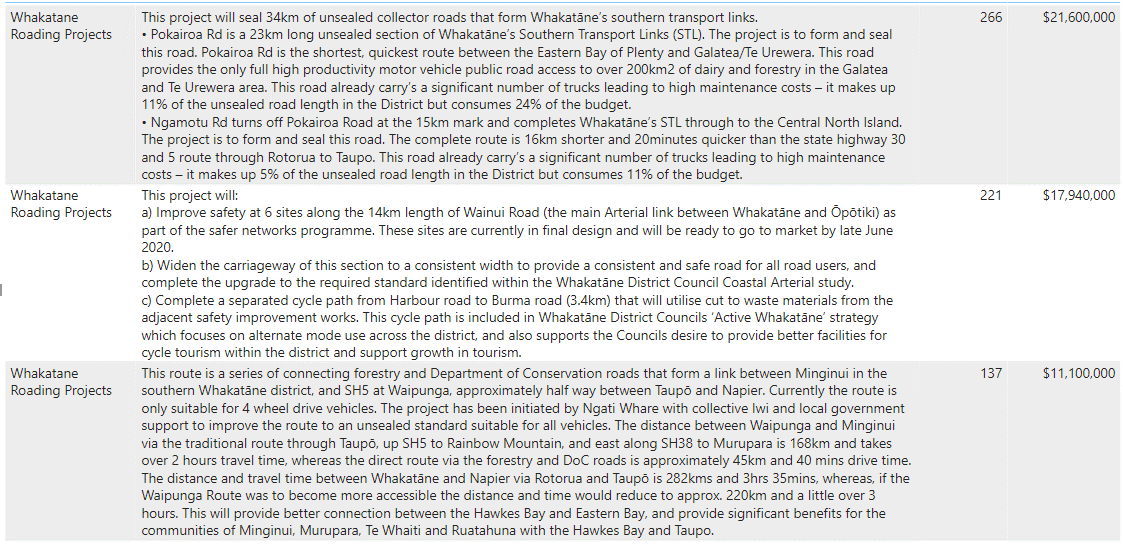 Whakatane
Roading Projects
This project will seal 34km of unsealed collector roads that form Whakatāne's southern transport links.
• Pokairoa Rd is a 23km long unsealed section of Whakatāne's Southern Transport Links (STL). The project is to form and seal
this road. Pokairoa Rd is the shortest, quickest route between the Eastern Bay of Plenty and Galatea/Te Urewera. This road
provides the only full high productivity motor vehicle public road access to over 200km2 of dairy and forestry in the Galatea
and Te Urewera area. This road already carry's a significant number of trucks leading to high maintenance costs – it makes up
11% of the unsealed road length in the District but consumes 24% of the budget.
• Ngamotu Rd turns off Pokairoa Road at the 15km mark and completes Whakatāne's STL through to the Central North Island.
The project is to form and seal this road. The complete route is 16km shorter and 20minutes quicker than the state highway 30
and 5 route through Rotorua to Taupo. This road already carry's a significant number of trucks leading to high maintenance
costs – it makes up 5% of the unsealed road length in the District but consumes 11% of the budget.
266
$21,600,000
Whakatane
Roading Projects
This project will:
a) Improve safety at 6 sites along the 14km length of Wainui Road (the main Arterial link between Whakatāne and Ōpōtiki) as
part of the safer networks programme. These sites are currently in final design and will be ready to go to market by late June
2020.
b) Widen the carriageway of this section to a consistent width to provide a consistent and safe road for all road users, and
complete the upgrade to the required standard identified within the Whakatāne District Council Coastal Arterial study.
c) Complete a separated cycle path from Harbour road to Burma road (3.4km) that will utilise cut to waste materials from the
adjacent safety improvement works. This cycle path is included in Whakatāne District Councils 'Active Whakatāne' strategy
which focuses on alternate mode use across the district, and also supports the Councils desire to provide better facilities for
cycle tourism within the district and support growth in tourism.
221
$17,940,000
Whakatane
Roading Projects
This route is a series of connecting forestry and Department of Conservation roads that form a link between Minginui in the
southern Whakatāne district, and SH5 at Waipunga, approximately half way between Taupō and Napier. Currently the route is
only suitable for 4 wheel drive vehicles. The project has been initiated by Ngati Whare with collective Iwi and local government
support to improve the route to an unsealed standard suitable for all vehicles. The distance between Waipunga and Minginui
via the traditional route through Taupō, up SH5 to Rainbow Mountain, and east along SH38 to Murupara is 168km and takes
over 2 hours travel time, whereas the direct route via the forestry and DoC roads is approximately 45km and 40 mins drive time.
The distance and travel time between Whakatāne and Napier via Rotorua and Taupō is 282kms and 3hrs 35mins, whereas, if the
Waipunga Route was to become more accessible the distance and time would reduce to approx. 220km and a little over 3
hours. This will provide better connection between the Hawkes Bay and Eastern Bay, and provide significant benefits for the
communities of Minginui, Murupara, Te Whaiti and Ruatahuna with the Hawkes Bay and Taupo.
137
$11,100,000